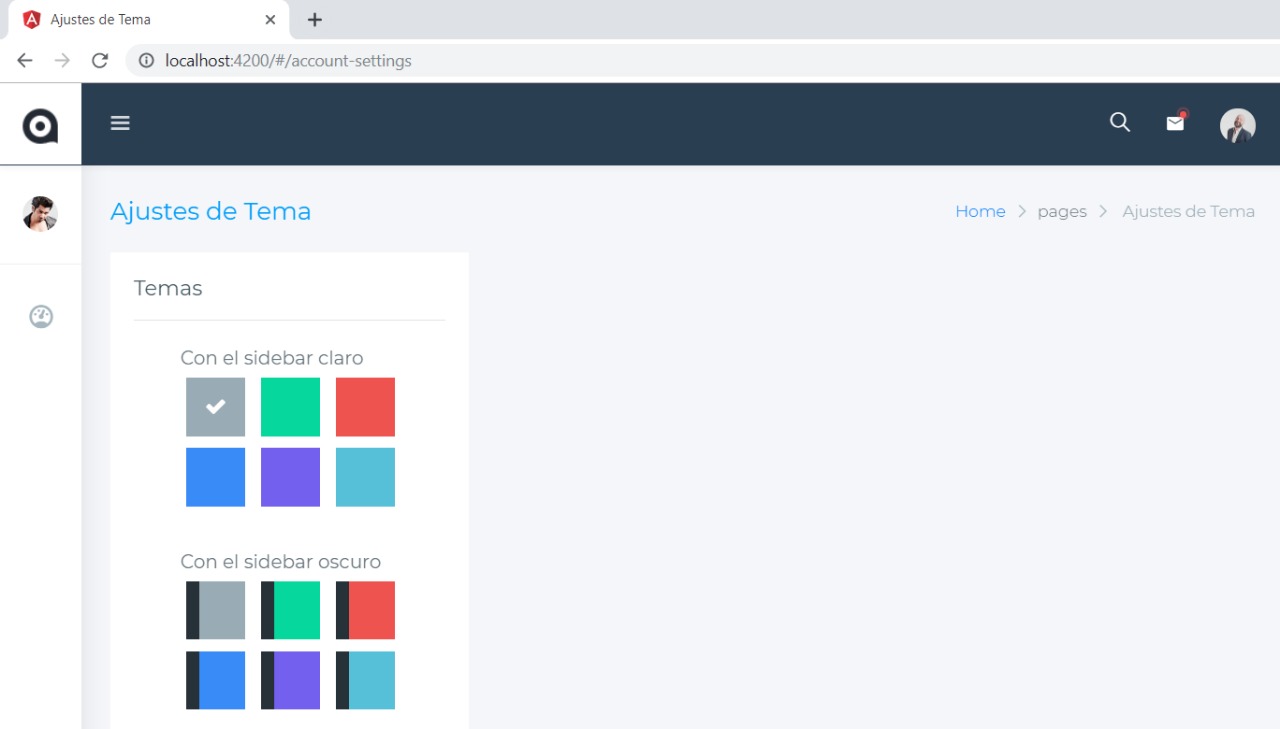 Ajustes de Tema
localhost:4200/#/account-settings
Ajustes de Tema
Home > pages > Ajustes de Tema
Temas
Con el sidebar claro
Con el sidebar oscuro